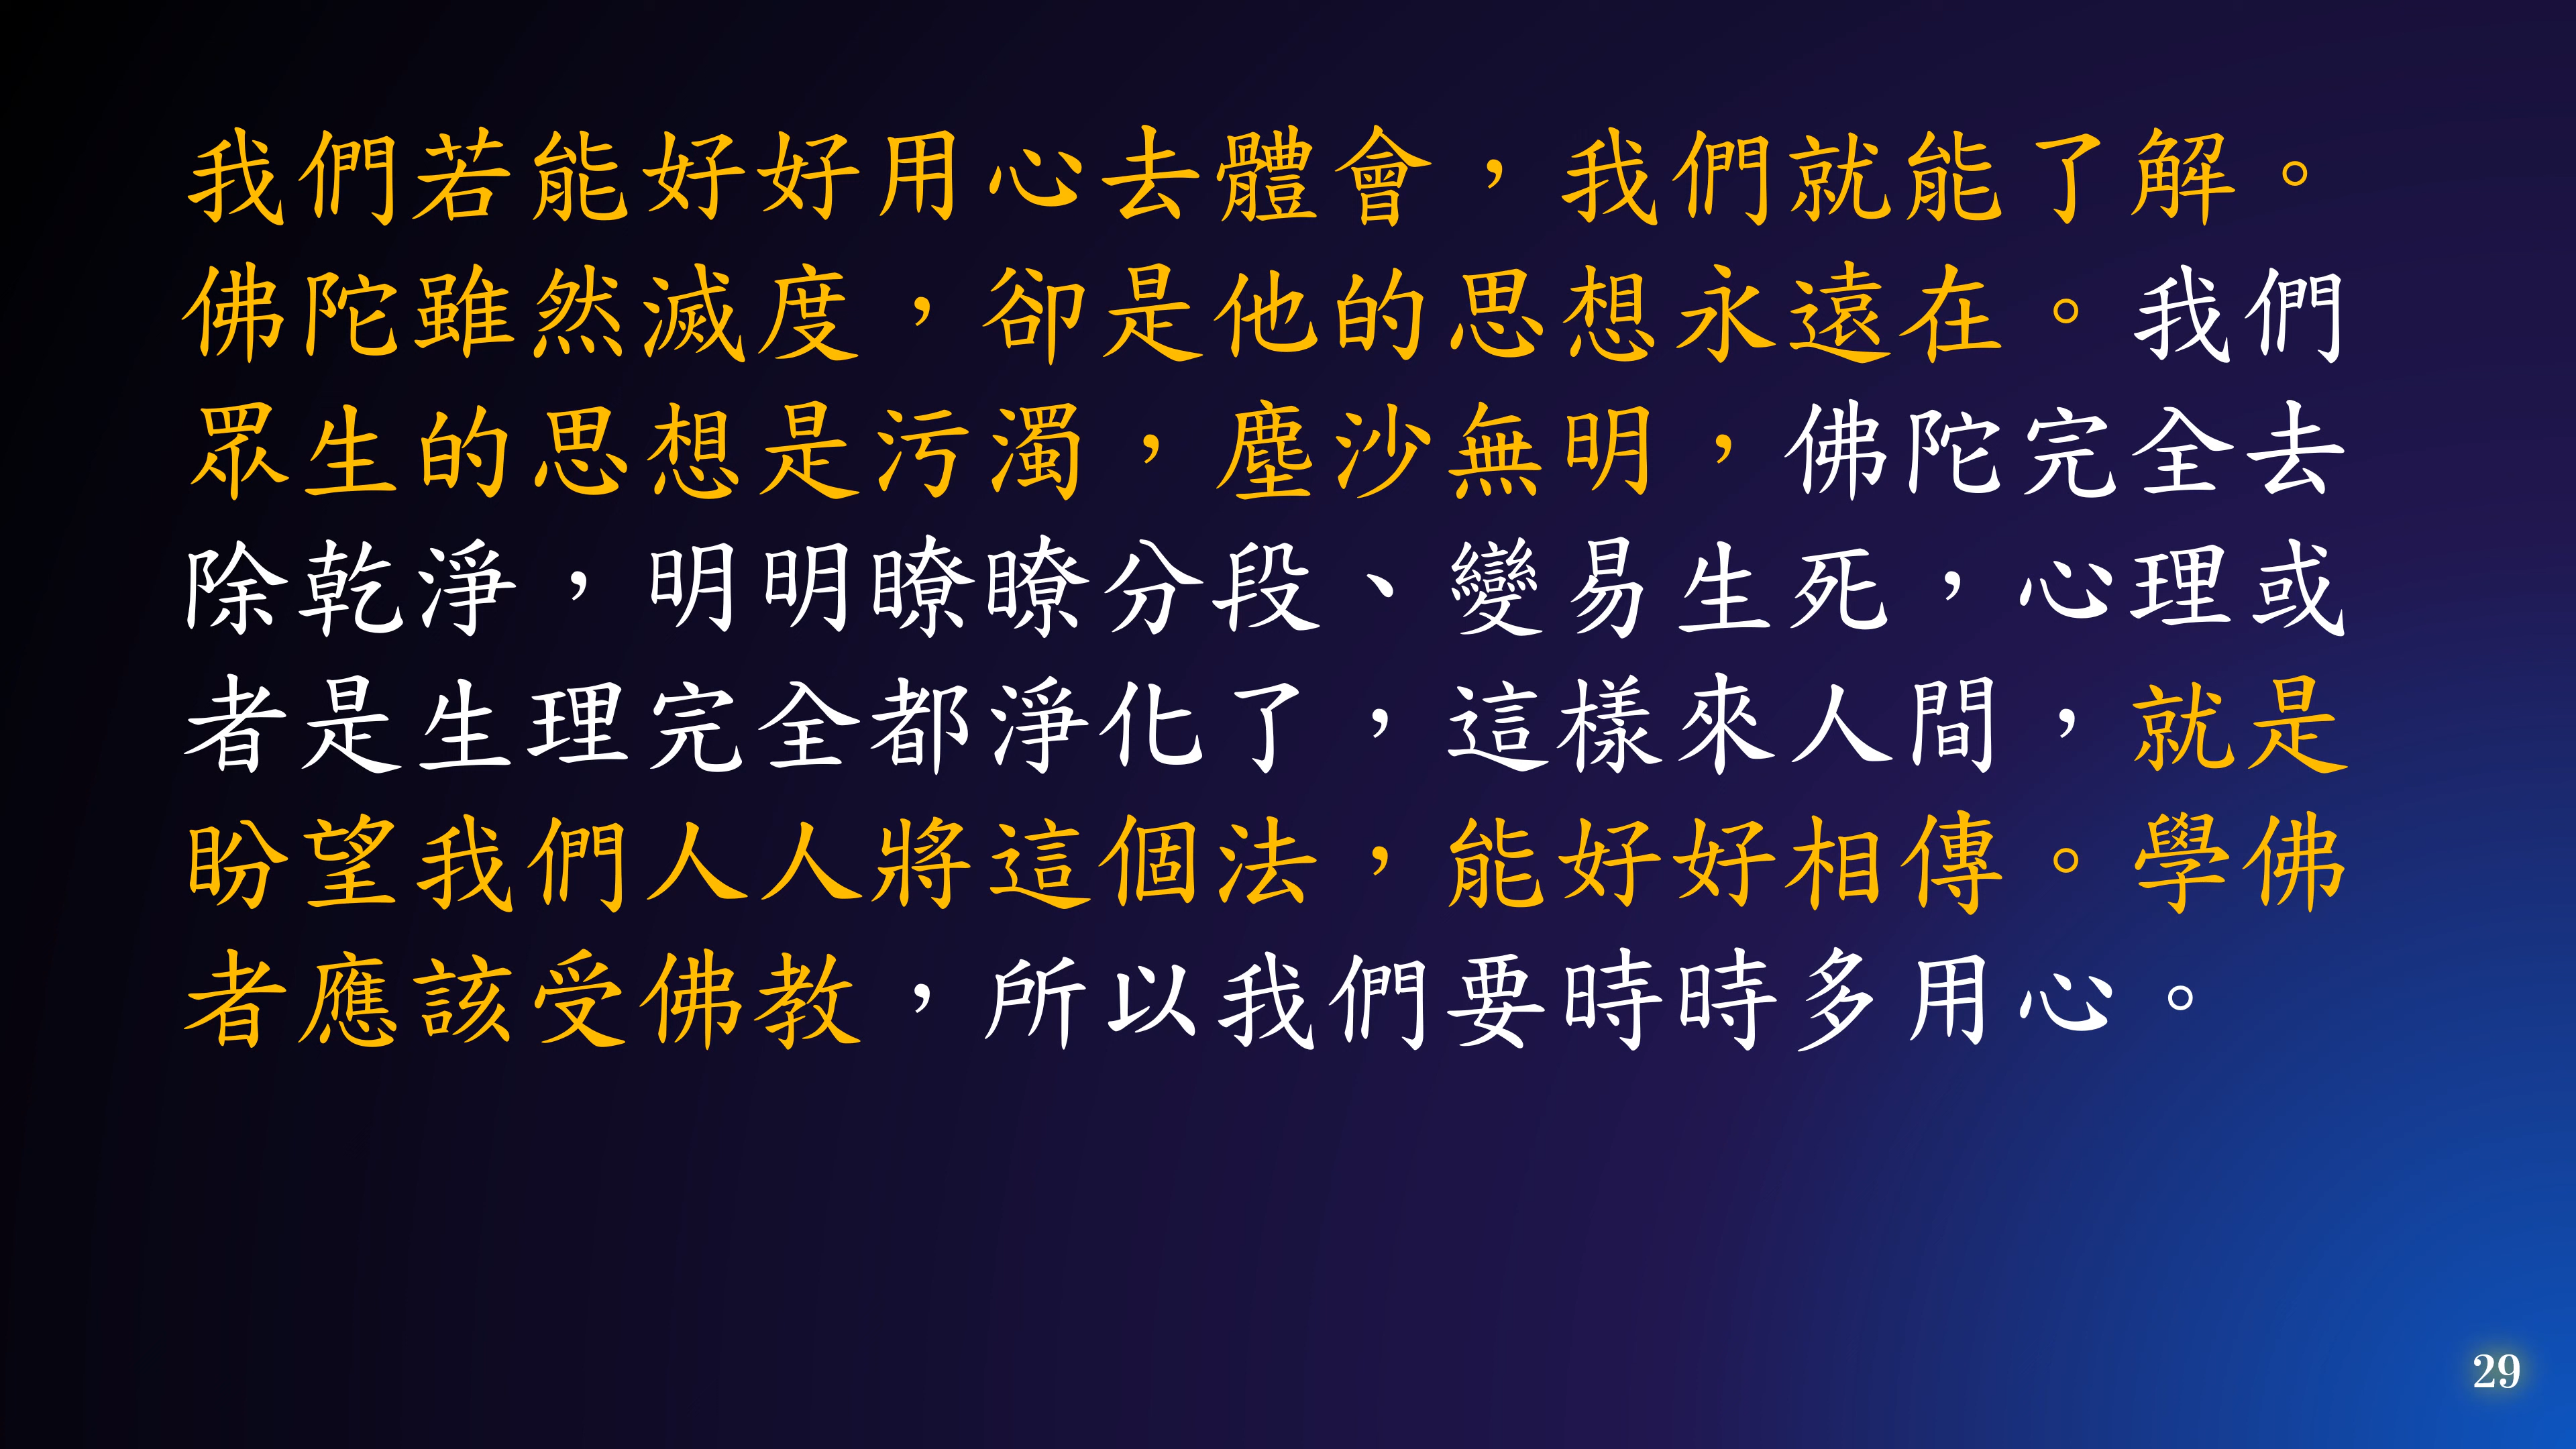 我們若能好好用心去體會，我們就能了解。
佛陀雖然滅度，卻是他的思想永遠在。我們
眾生的思想是污濁，塵沙無明，佛陀完全去
除乾淨，明明瞭瞭分段、變易生死，心理或
者是生理完全都淨化了，這樣來人間，就是
盼望我們人人將這個法，能好好相傳。學佛
者應該受佛教，所以我們要時時多用心。
29